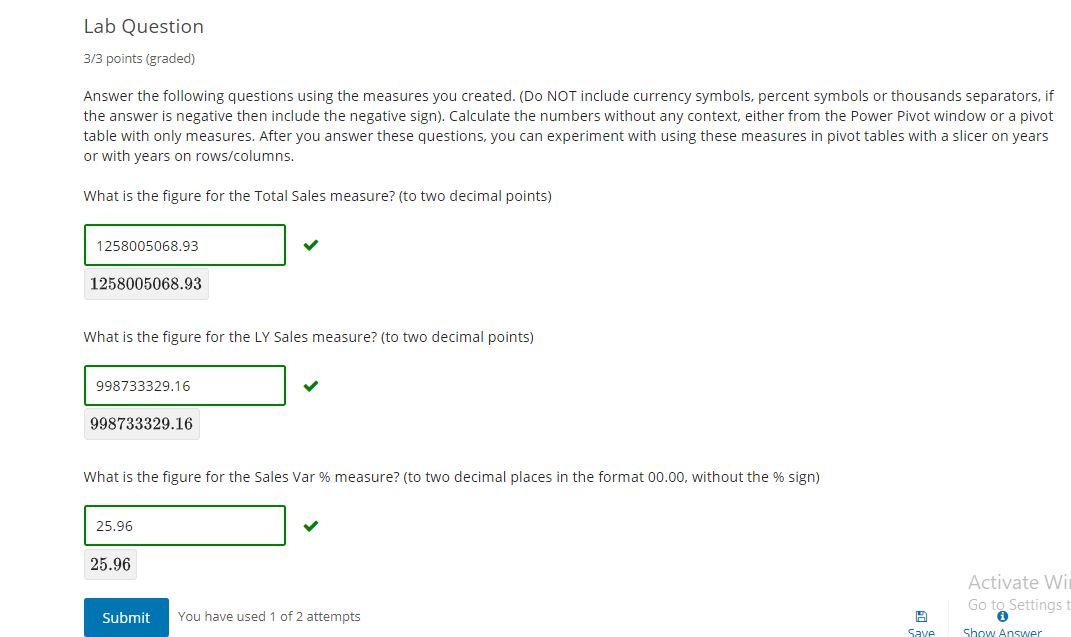 Lab Question
3/3 points (graded)
Answer the following questions using the measures you created. (Do NOT include currency symbols, percent symbols or thousands separators, if
the answer is negative then include the negative sign). Calculate the numbers without any context, either from the Power Pivot window or a pivot
table with only measures. After you answer these questions, you can experiment with using these measures in pivot tables with a slicer on years
or with years on rows/columns.
What is the figure for the Total Sales measure? (to two decimal points)
1258005068.93
1258005068.93
What is the figure for the LY Sales measure? (to two decimal points)
998733329.16
998733329.16
What is the figure for the Sales Var % measure? (to two decimal places in the format 00.00, without the % sign)
25.96
25.96
Activate Wi
Go to Settings t
Submit
You have used 1 of 2 attempts
Save
Show Answer